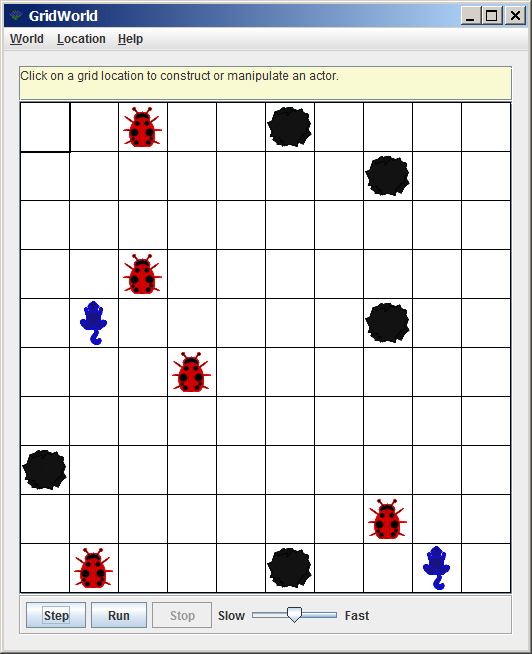 GridWorld
World Location Help
Click on a grid location to construct or manipulate an actor.
Step Run Stop Slow Fast